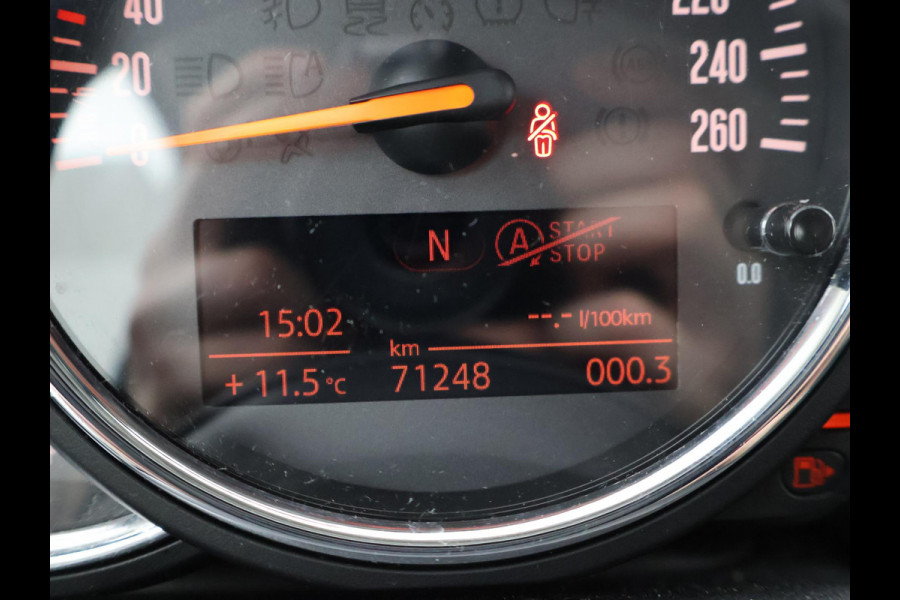 40
20
0
220
240
260
0.0
N
A START STOP
15:02
--.- l/100km
km
+ 11.5 °C
71248
000.3